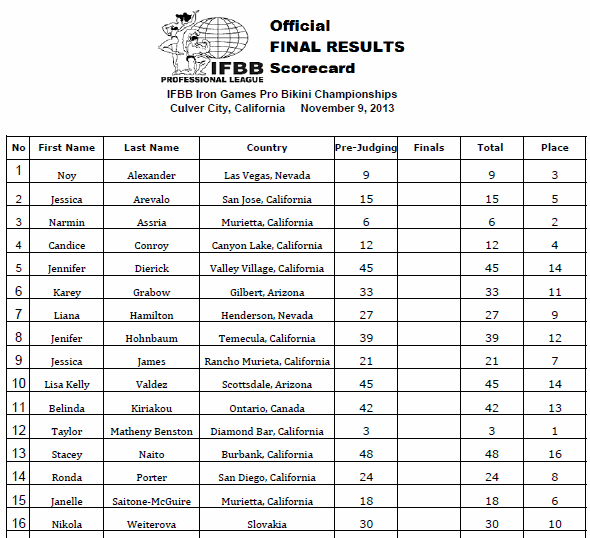 Official
FINAL RESULTS
IFBB Scorecard
PROFESSIONAL LEAGUE
IFBB Iron Games Pro Bikini Championships
Culver City, California November 9, 2013
No First Name Last Name Country Pre-Judging Finals Total Place
1 Noy Alexander Las Vegas, Nevada 9 9 3
2 Jessica Arevalo San Jose, California 15 15 5
3 Narmin Assria Murietta, California 6 6 2
4 Candice Conroy Canyon Lake, California 12 12 4
5 Jennifer Dierick Valley Village, California 45 45 14
6 Karey Grabow Gilbert, Arizona 33 33 11
7 Liana Hamilton Henderson, Nevada 27 27 9
8 Jenifer Hohnbaum Temecula, California 39 39 12
9 Jessica James Rancho Murieta, California 21 21 7
10 Lisa Kelly Valdez Scottsdale, Arizona 45 45 14
11 Belinda Kiriakou Ontario, Canada 42 42 13
12 Taylor Matheny Benston Diamond Bar, California 3 3 1
13 Stacey Naito Burbank, California 48 48 16
14 Ronda Porter San Diego, California 24 24 8
15 Janelle Saitone-McGuire Murietta, California 18 18 6
16 Nikola Weiterova Slovakia 30 30 10